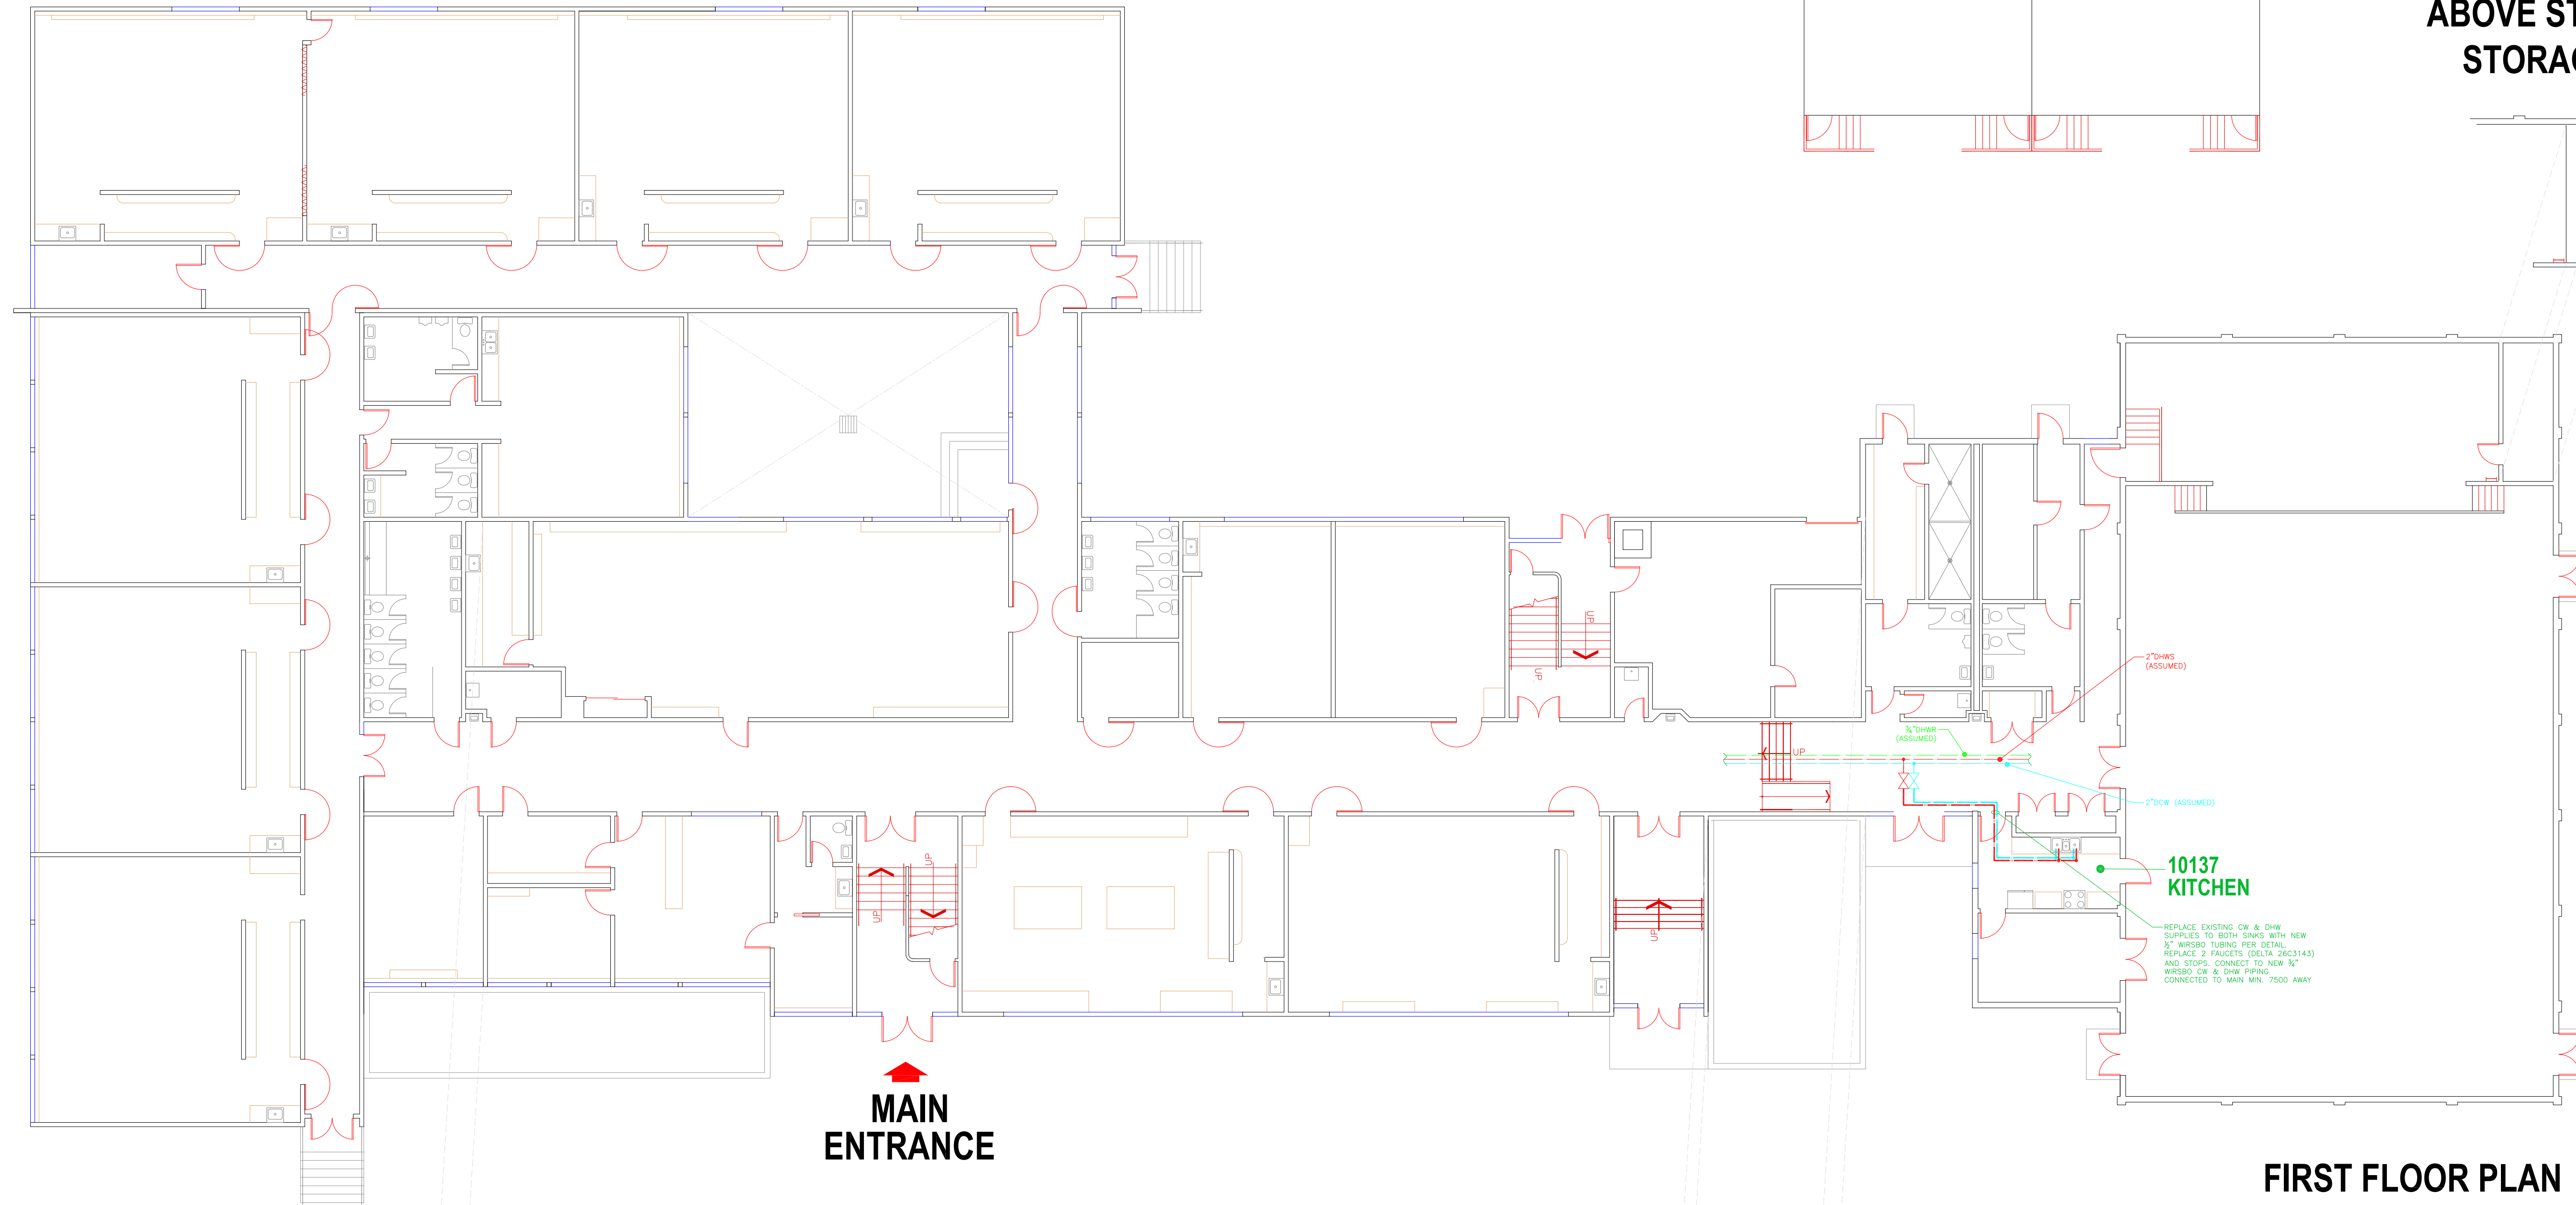 ABOVE ST
STORAG
UP
UP
2"DHWS
(ASSUMED)
¾"DHWR
(ASSUMED)
UP
2"DCW (ASSUMED)
UP
UP
UP
10137
KITCHEN
REPLACE EXISTING CW & DHW
SUPPLIES TO BOTH SINKS WITH NEW
½" WIRSBO TUBING PER DETAIL.
REPLACE 2 FAUCETS (DELTA 26C3143)
AND STOPS. CONNECT TO NEW ¾"
WIRSBO CW & DHW PIPING
CONNECTED TO MAIN MIN. 7500 AWAY
MAIN
ENTRANCE
FIRST FLOOR PLAN